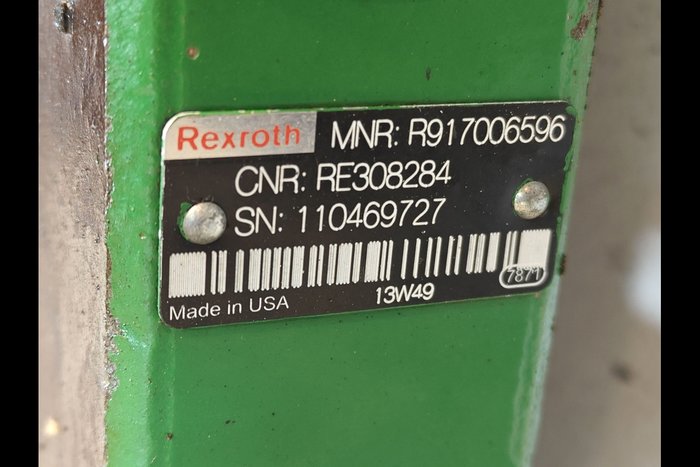 Rexroth MNR: R917006596
CNR: RE308284
SN: 110469727
7871
Made in USA 13W49